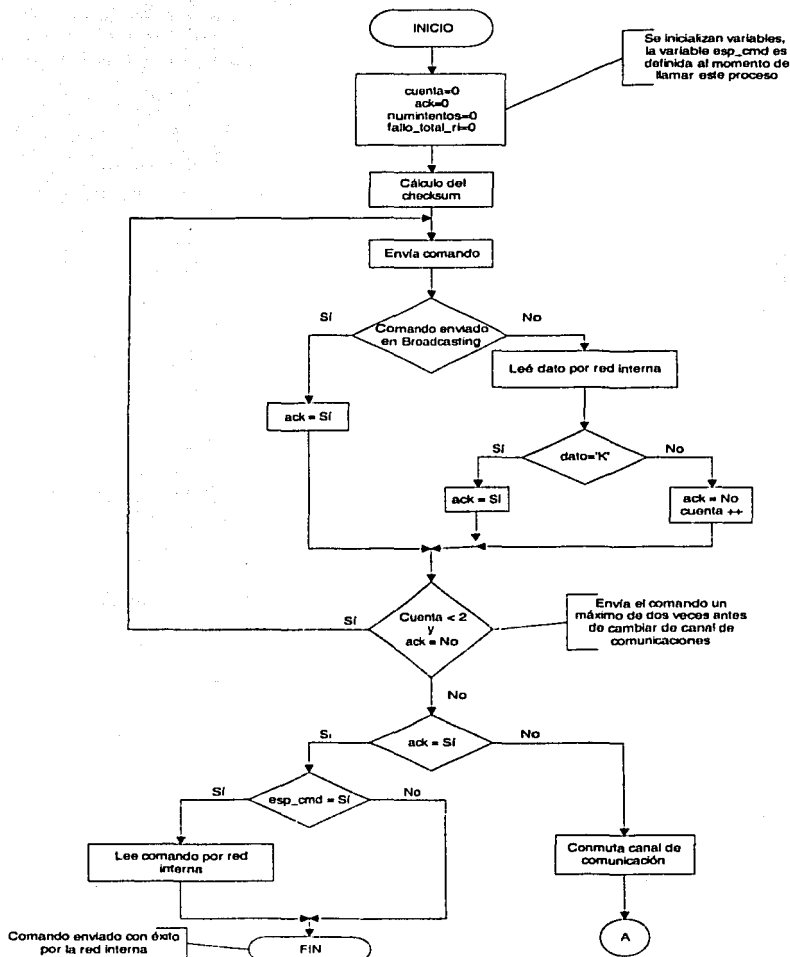 INICIO
Se inicializan variables,
la variable esp_cmd es
definida al momento de
llamar este proceso
cuenta=0
ack=0
numintentos=0
fallo_total_ri=0
Cálculo del
checksum
Envía comando
Sí
Comando enviado
en Broadcasting
No
Leé dato por red interna
ack = Sí
Sí
dato='K'
No
ack = Sí
ack = No
cuenta ++
Sí
Cuenta < 2
y
ack = No
Envía el comando un
máximo de dos veces antes
de cambiar de canal de
comunicaciones
No
Sí
ack = Sí
No
Sí
esp_cmd = Sí
No
Lee comando por red
interna
Conmuta canal de
comunicación
Comando enviado con éxito
por la red interna
FIN
A